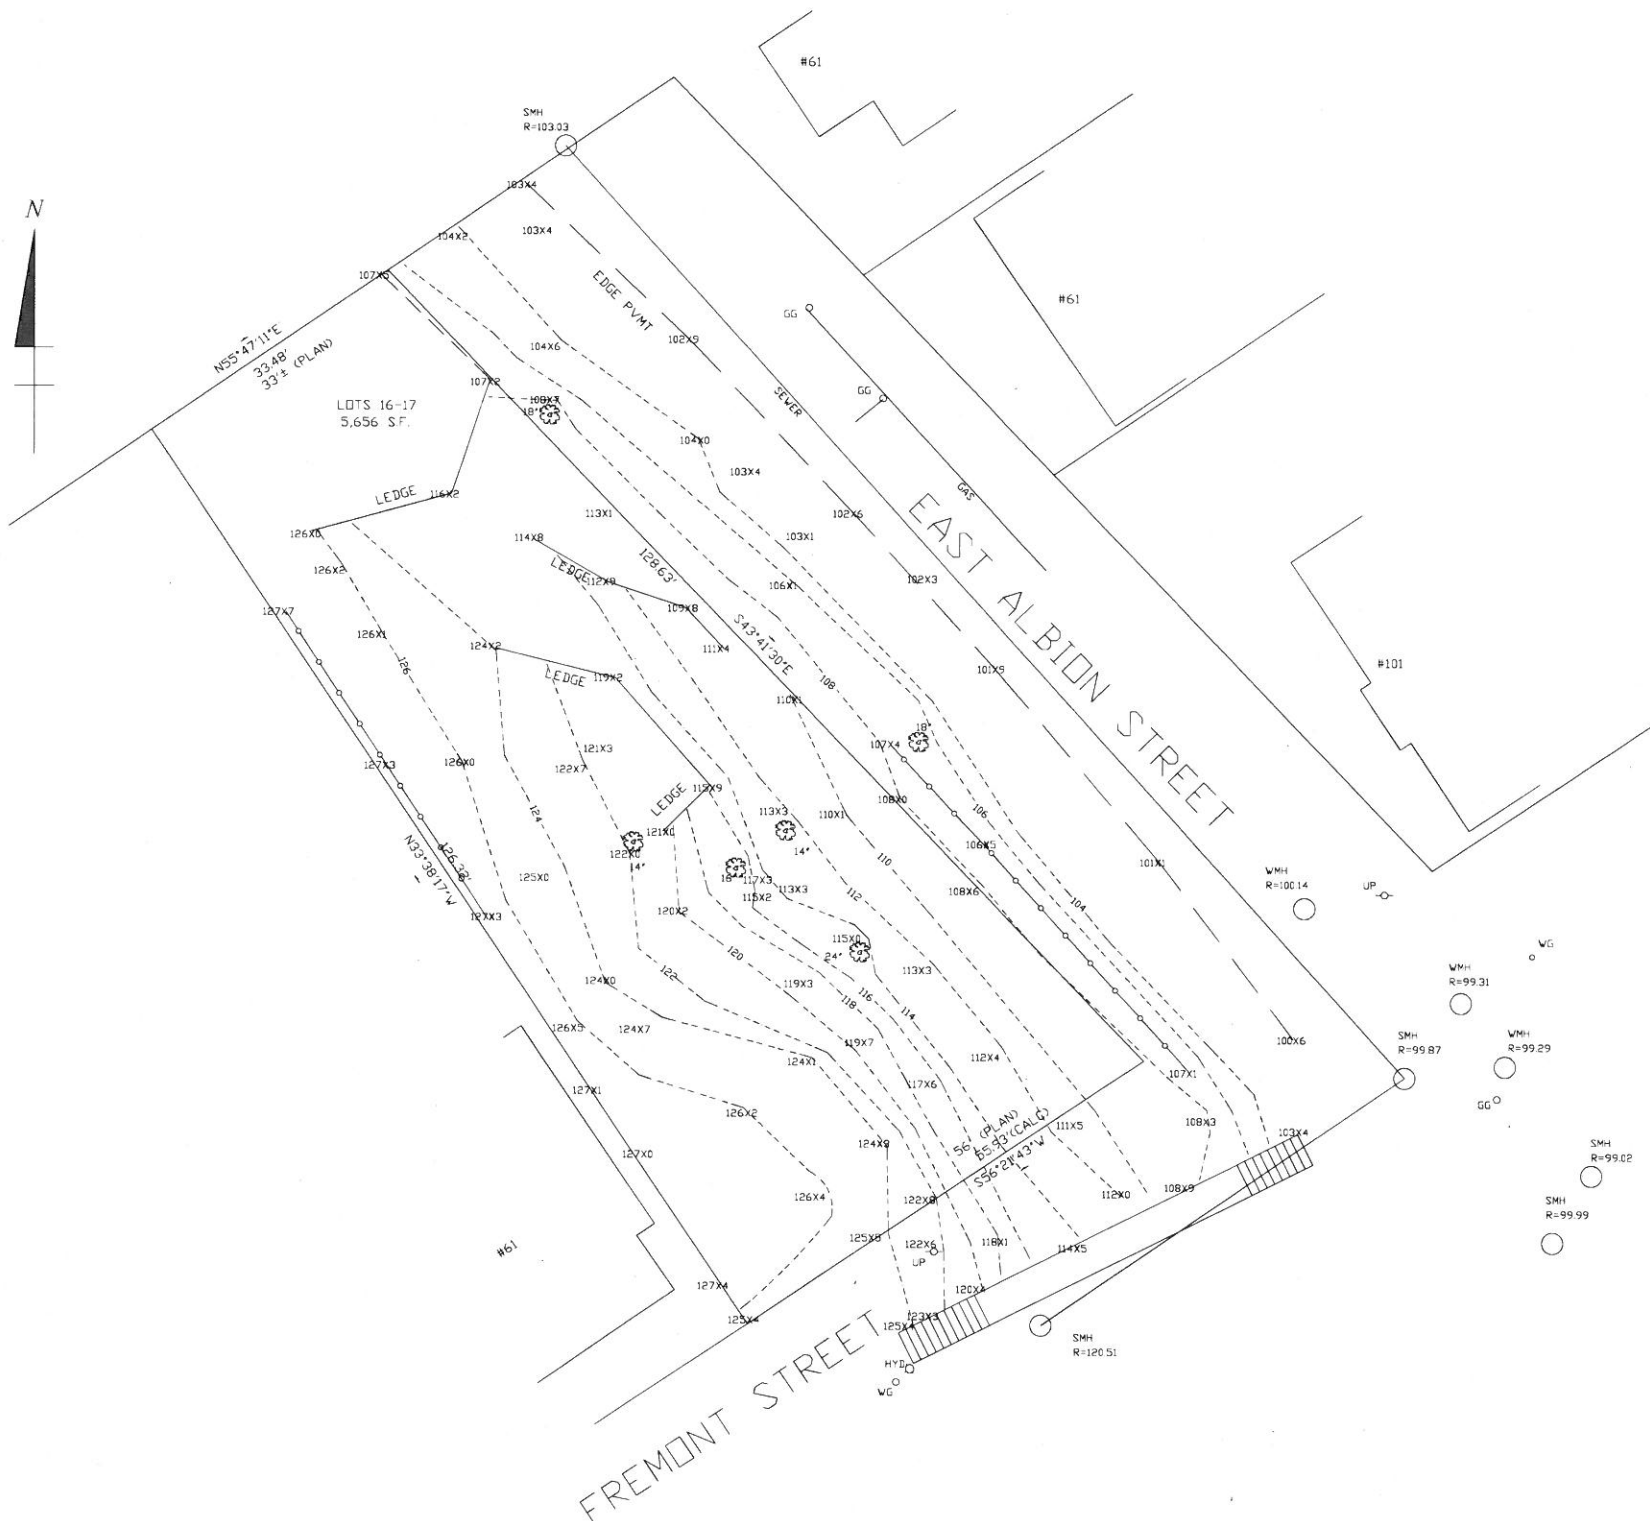 #61
SMH
R=103.03
N
103X4
104X2
103X4
107X5
EDGE PVMT
#61
GG
N55°47'11"E
33.48'
33'± (PLAN)
104X6
102X9
107X2
GG
SEWER
108X7
18"
LOTS 16-17
5,656 S.F.
104X0
103X4
GAS
LEDGE
116X2
113X1
102X6
126X0
114X8
103X1
EAST ALBION STREET
126X2
LEDGE
112X9
128.63'
106X1
102X3
127X7
109X8
126X1
S43°41'30"E
111X4
124X2
126
#101
101X9
LEDGE
119X2
108
110X1
18"
121X3
107X4
126X0
122X7
127X3
115X9
108X0
LEDGE
113X3
110X1
106
121X0
106X5
14"
122X0
14"
110
126.32'
N33°38'17"W
101X1
WMH
R=100.14
UP
125X0
18"
117X3
113X3
108X6
112
115X2
104
127X3
120X2
115X0
24"
WG
120
113X3
122
WMH
R=99.31
124X0
119X3
116
118
114
126X5
124X7
119X7
100X6
SMH
R=99.87
WMH
R=99.29
124X1
112X4
107X1
127X1
117X6
GG
126X2
56' (PLAN)
55.93'(CALC)
S56°21'43"W
111X5
108X3
103X4
124X9
127X0
SMH
R=99.02
126X4
122X8
112X0
108X9
SMH
R=99.99
#61
122X6
118X1
114X5
UP
127X4
120X4
125X4
123X3
125X4
SMH
R=120.51
HYD
WG
FREMONT STREET
124